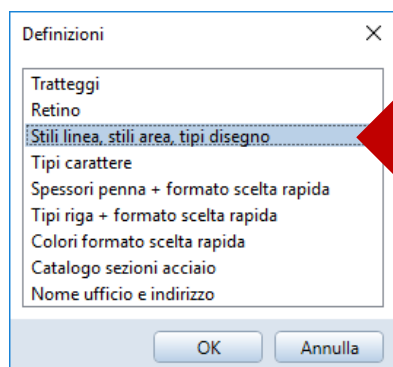 Definizioni
Tratteggi
Retino
Stili linea, stili area, tipi disegno
Tipi carattere
Spessori penna + formato scelta rapida
Tipi riga + formato scelta rapida
Colori formato scelta rapida
Catalogo sezioni acciaio
Nome ufficio e indirizzo
OK Annulla